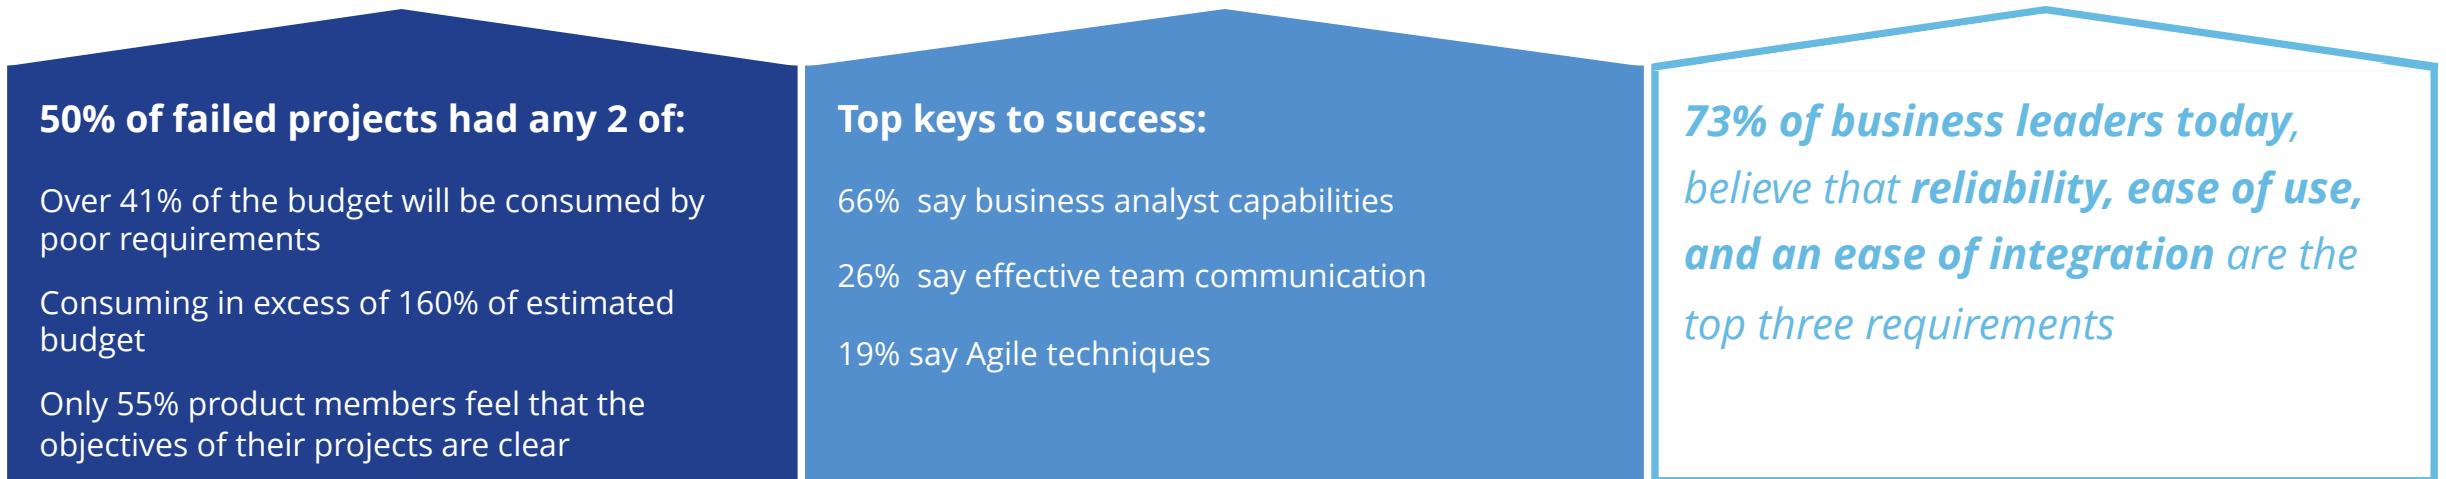 50% of failed projects had any 2 of:
Over 41% of the budget will be consumed by
poor requirements
Consuming in excess of 160% of estimated
budget
Only 55% product members feel that the
objectives of their projects are clear
Top keys to success:
66%  say business analyst capabilities
26%  say effective team communication
19% say Agile techniques
73% of business leaders today,
believe that reliability, ease of use,
and an ease of integration are the
top three requirements